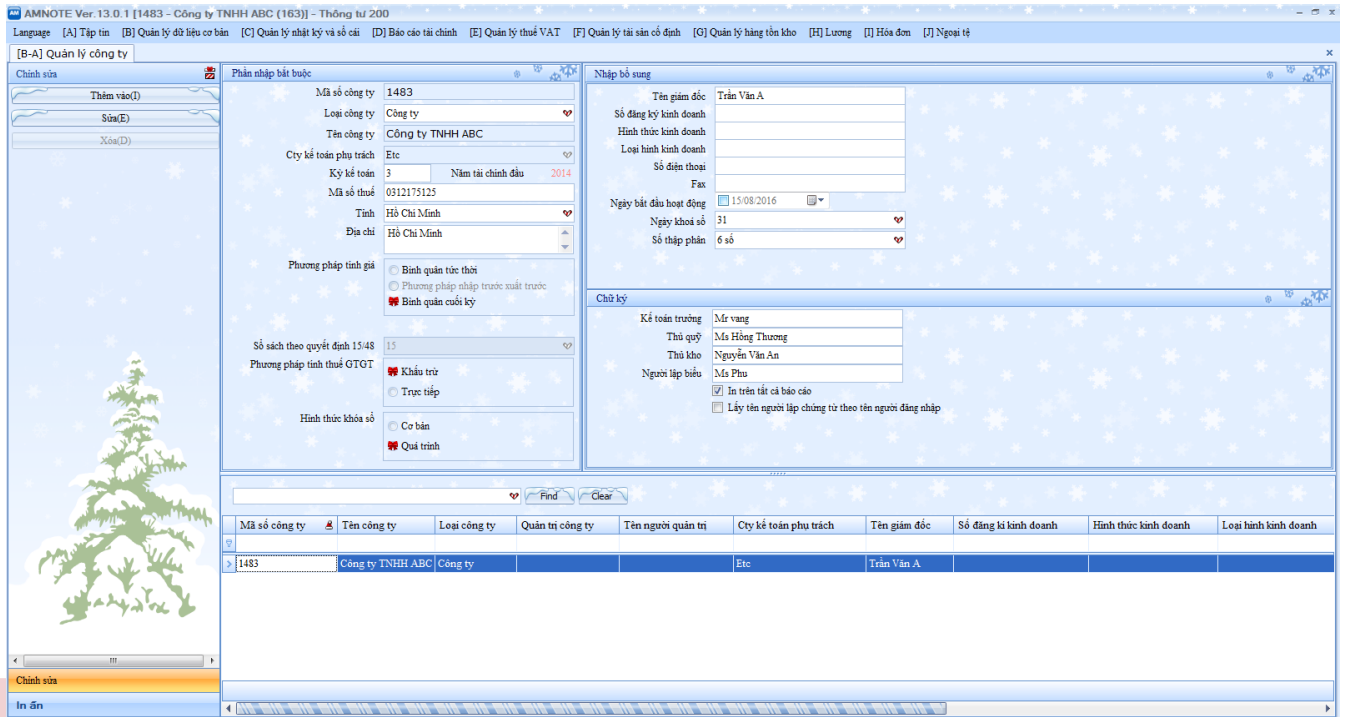 AMNOTE Ver.13.0.1 [1483 - Công ty TNHH ABC (163)] - Thông tư 200
Language [A] Tập tin [B] Quản lý dữ liệu cơ bản [C] Quản lý nhật ký và sổ cái [D] Báo cáo tài chính [E] Quản lý thuế VAT [F] Quản lý tài sản cố định [G] Quản lý hàng tồn kho [H] Lương [I] Hóa đơn [J] Ngoại tệ
[B-A] Quản lý công ty
Chỉnh sửa
Thêm vào(I)
Sửa(E)
Xóa(D)
Phần nhập bắt buộc
Mã số công ty 1483
Loại công ty Công ty
Tên công ty Công ty TNHH ABC
Cty kế toán phụ trách Etc
Kỳ kế toán 3 Năm tài chính đầu 2014
Mã số thuế 0312175125
Tỉnh Hồ Chí Minh
Địa chỉ Hồ Chí Minh
Phương pháp tính giá
Bình quân tức thời
Phương pháp nhập trước xuất trước
Bình quân cuối kỳ
Sổ sách theo quyết định 15/48 15
Phương pháp tính thuế GTGT
Khấu trừ
Trực tiếp
Hình thức khóa sổ
Cơ bản
Quá trình
Nhập bổ sung
Tên giám đốc Trần Văn A
Số đăng ký kinh doanh
Hình thức kinh doanh
Loại hình kinh doanh
Số điện thoại
Fax
Ngày bắt đầu hoạt động 15/08/2016
Ngày khoá sổ 31
Số thập phân 6 số
Chữ ký
Kế toán trưởng Mr vang
Thủ quỹ Ms Hồng Thương
Thủ kho Nguyễn Văn An
Người lập biểu Ms Phu
In trên tất cả báo cáo
Lấy tên người lập chứng từ theo tên người đăng nhập
Find Clear
Mã số công ty Tên công ty Loại công ty Quản trị công ty Tên người quản trị Cty kế toán phụ trách Tên giám đốc Số đăng kí kinh doanh Hình thức kinh doanh Loại hình kinh doanh
1483 Công ty TNHH ABC Công ty Etc Trần Văn A
Chỉnh sửa
In ấn